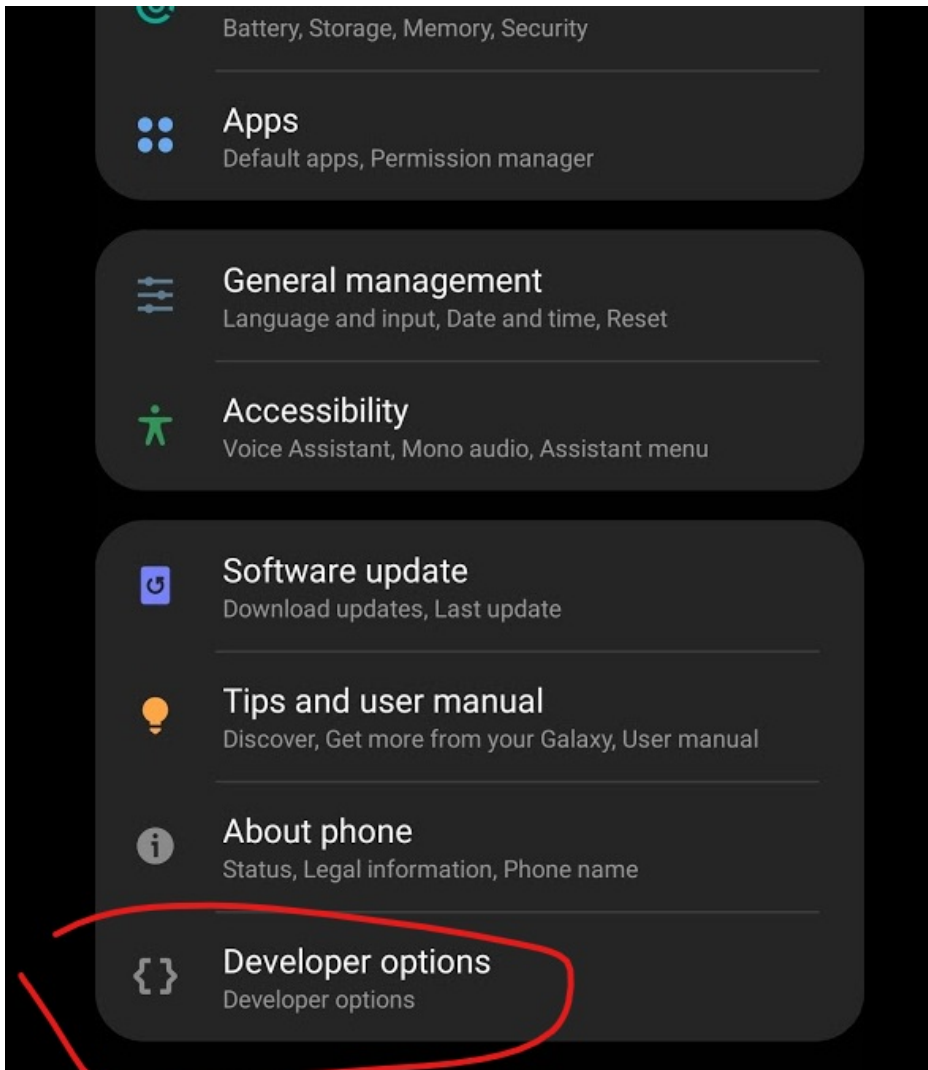 Battery, Storage, Memory, Security
Apps
Default apps, Permission manager
General management
Language and input, Date and time, Reset
Accessibility
Voice Assistant, Mono audio, Assistant menu
Software update
Download updates, Last update
Tips and user manual
Discover, Get more from your Galaxy, User manual
About phone
Status, Legal information, Phone name
Developer options
Developer options